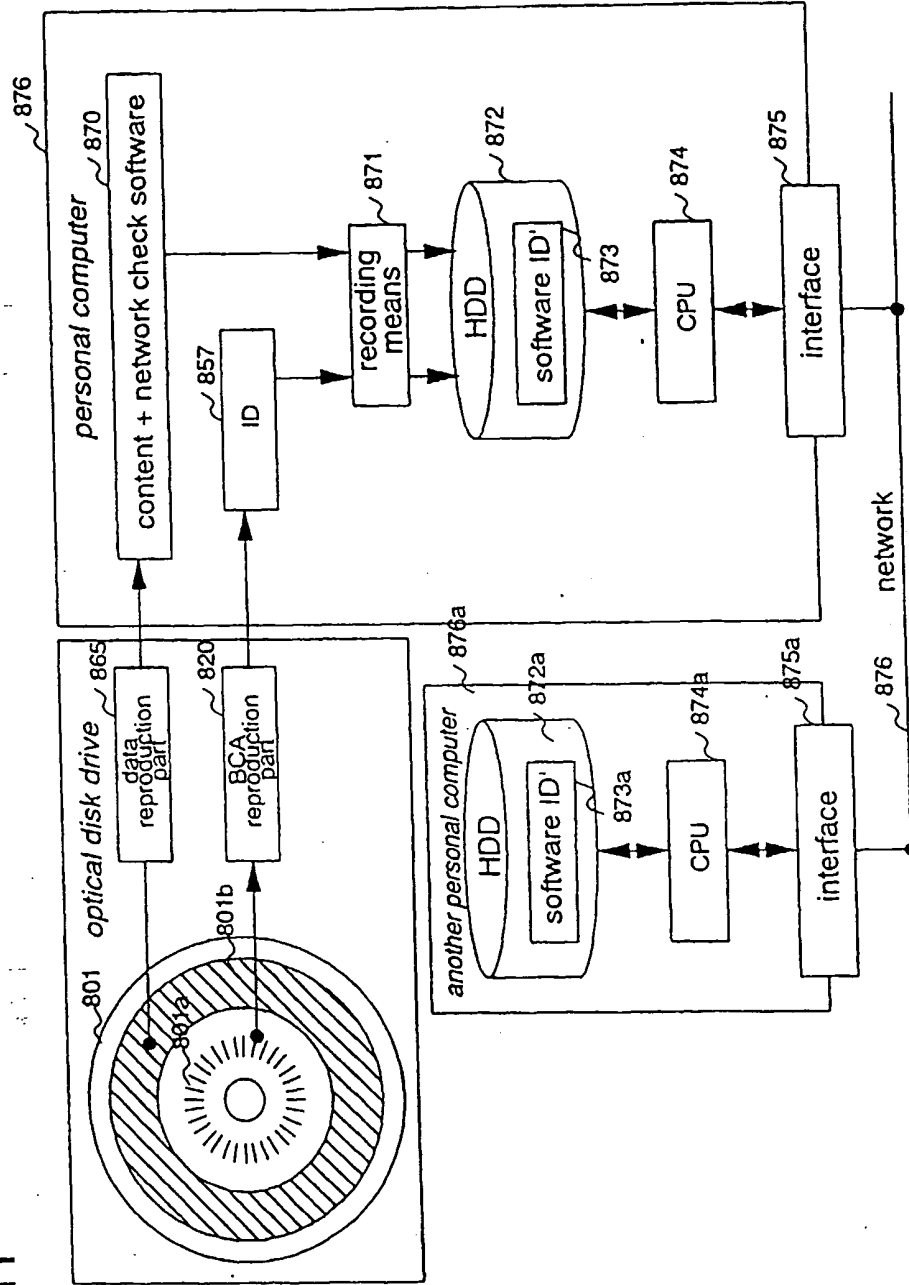 876
personal computer
870
content + network check software
857
ID
871
recording
means
872
HDD
software ID'
873
874
CPU
875
interface
network
optical disk drive
865
data
reproduction
part
820
BCA
reproduction
part
801
801b
801a
876a
another personal computer
872a
HDD
software ID'
873a
874a
CPU
875a
interface
876